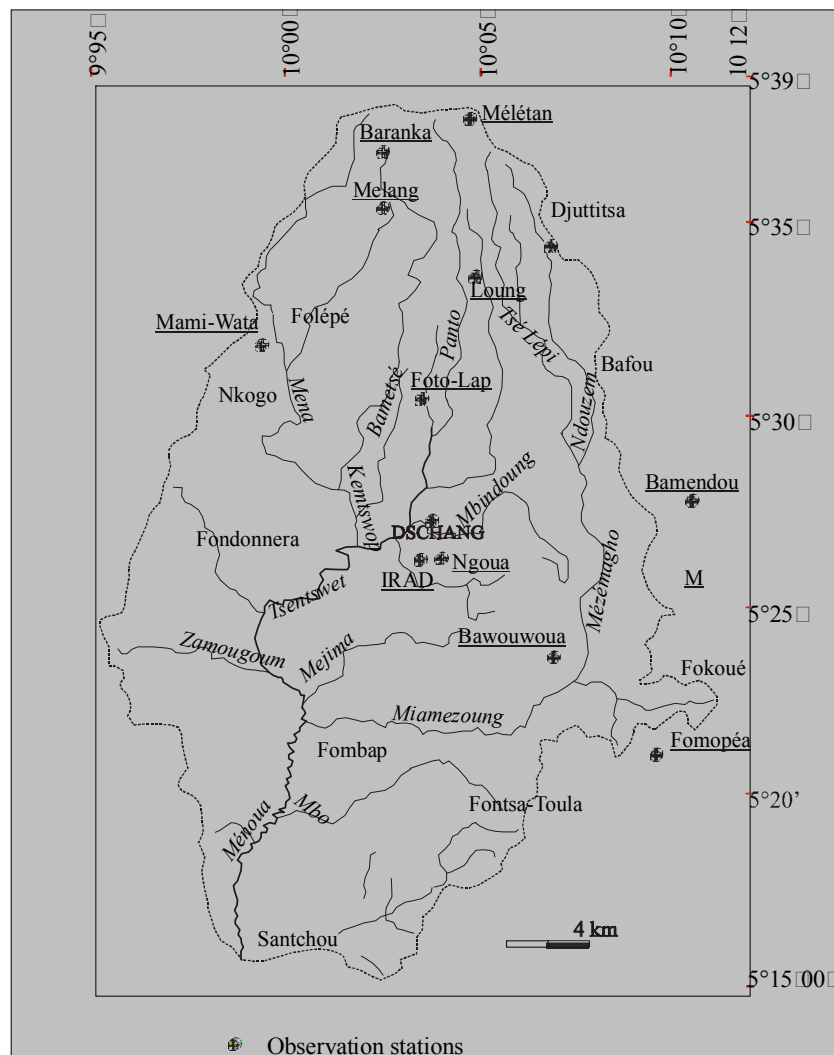 9°95
10°00
10°05
10°10
10 12
5°39
Mélétan
Baranka
Melang
Djuttitsa
5°35
Loung
Mami-Wata
Folépé
Tsé Lépi
Panto
Bafou
Nkogo
Mena
Bametsé
Foto-Lap
5°30
Ndouzem
Kemtswop
Mbindoung
Bamendou
DSCHANG
Fondonnera
IRAD
Ngoua
M
Tsentswet
Mézémagho
5°25
Zamougoum
Mejima
Bawouwoua
Fokoué
Miamezoung
Fombap
Fomopéa
5°20’
Ménoua
Mbo
Fontsa-Toula
Santchou
4 km
5°15 00
Observation stations